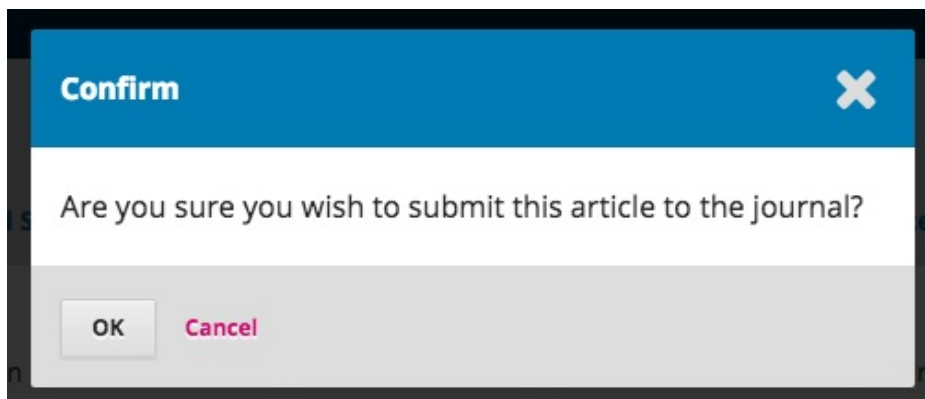 Confirm
Are you sure you wish to submit this article to the journal?
OK Cancel